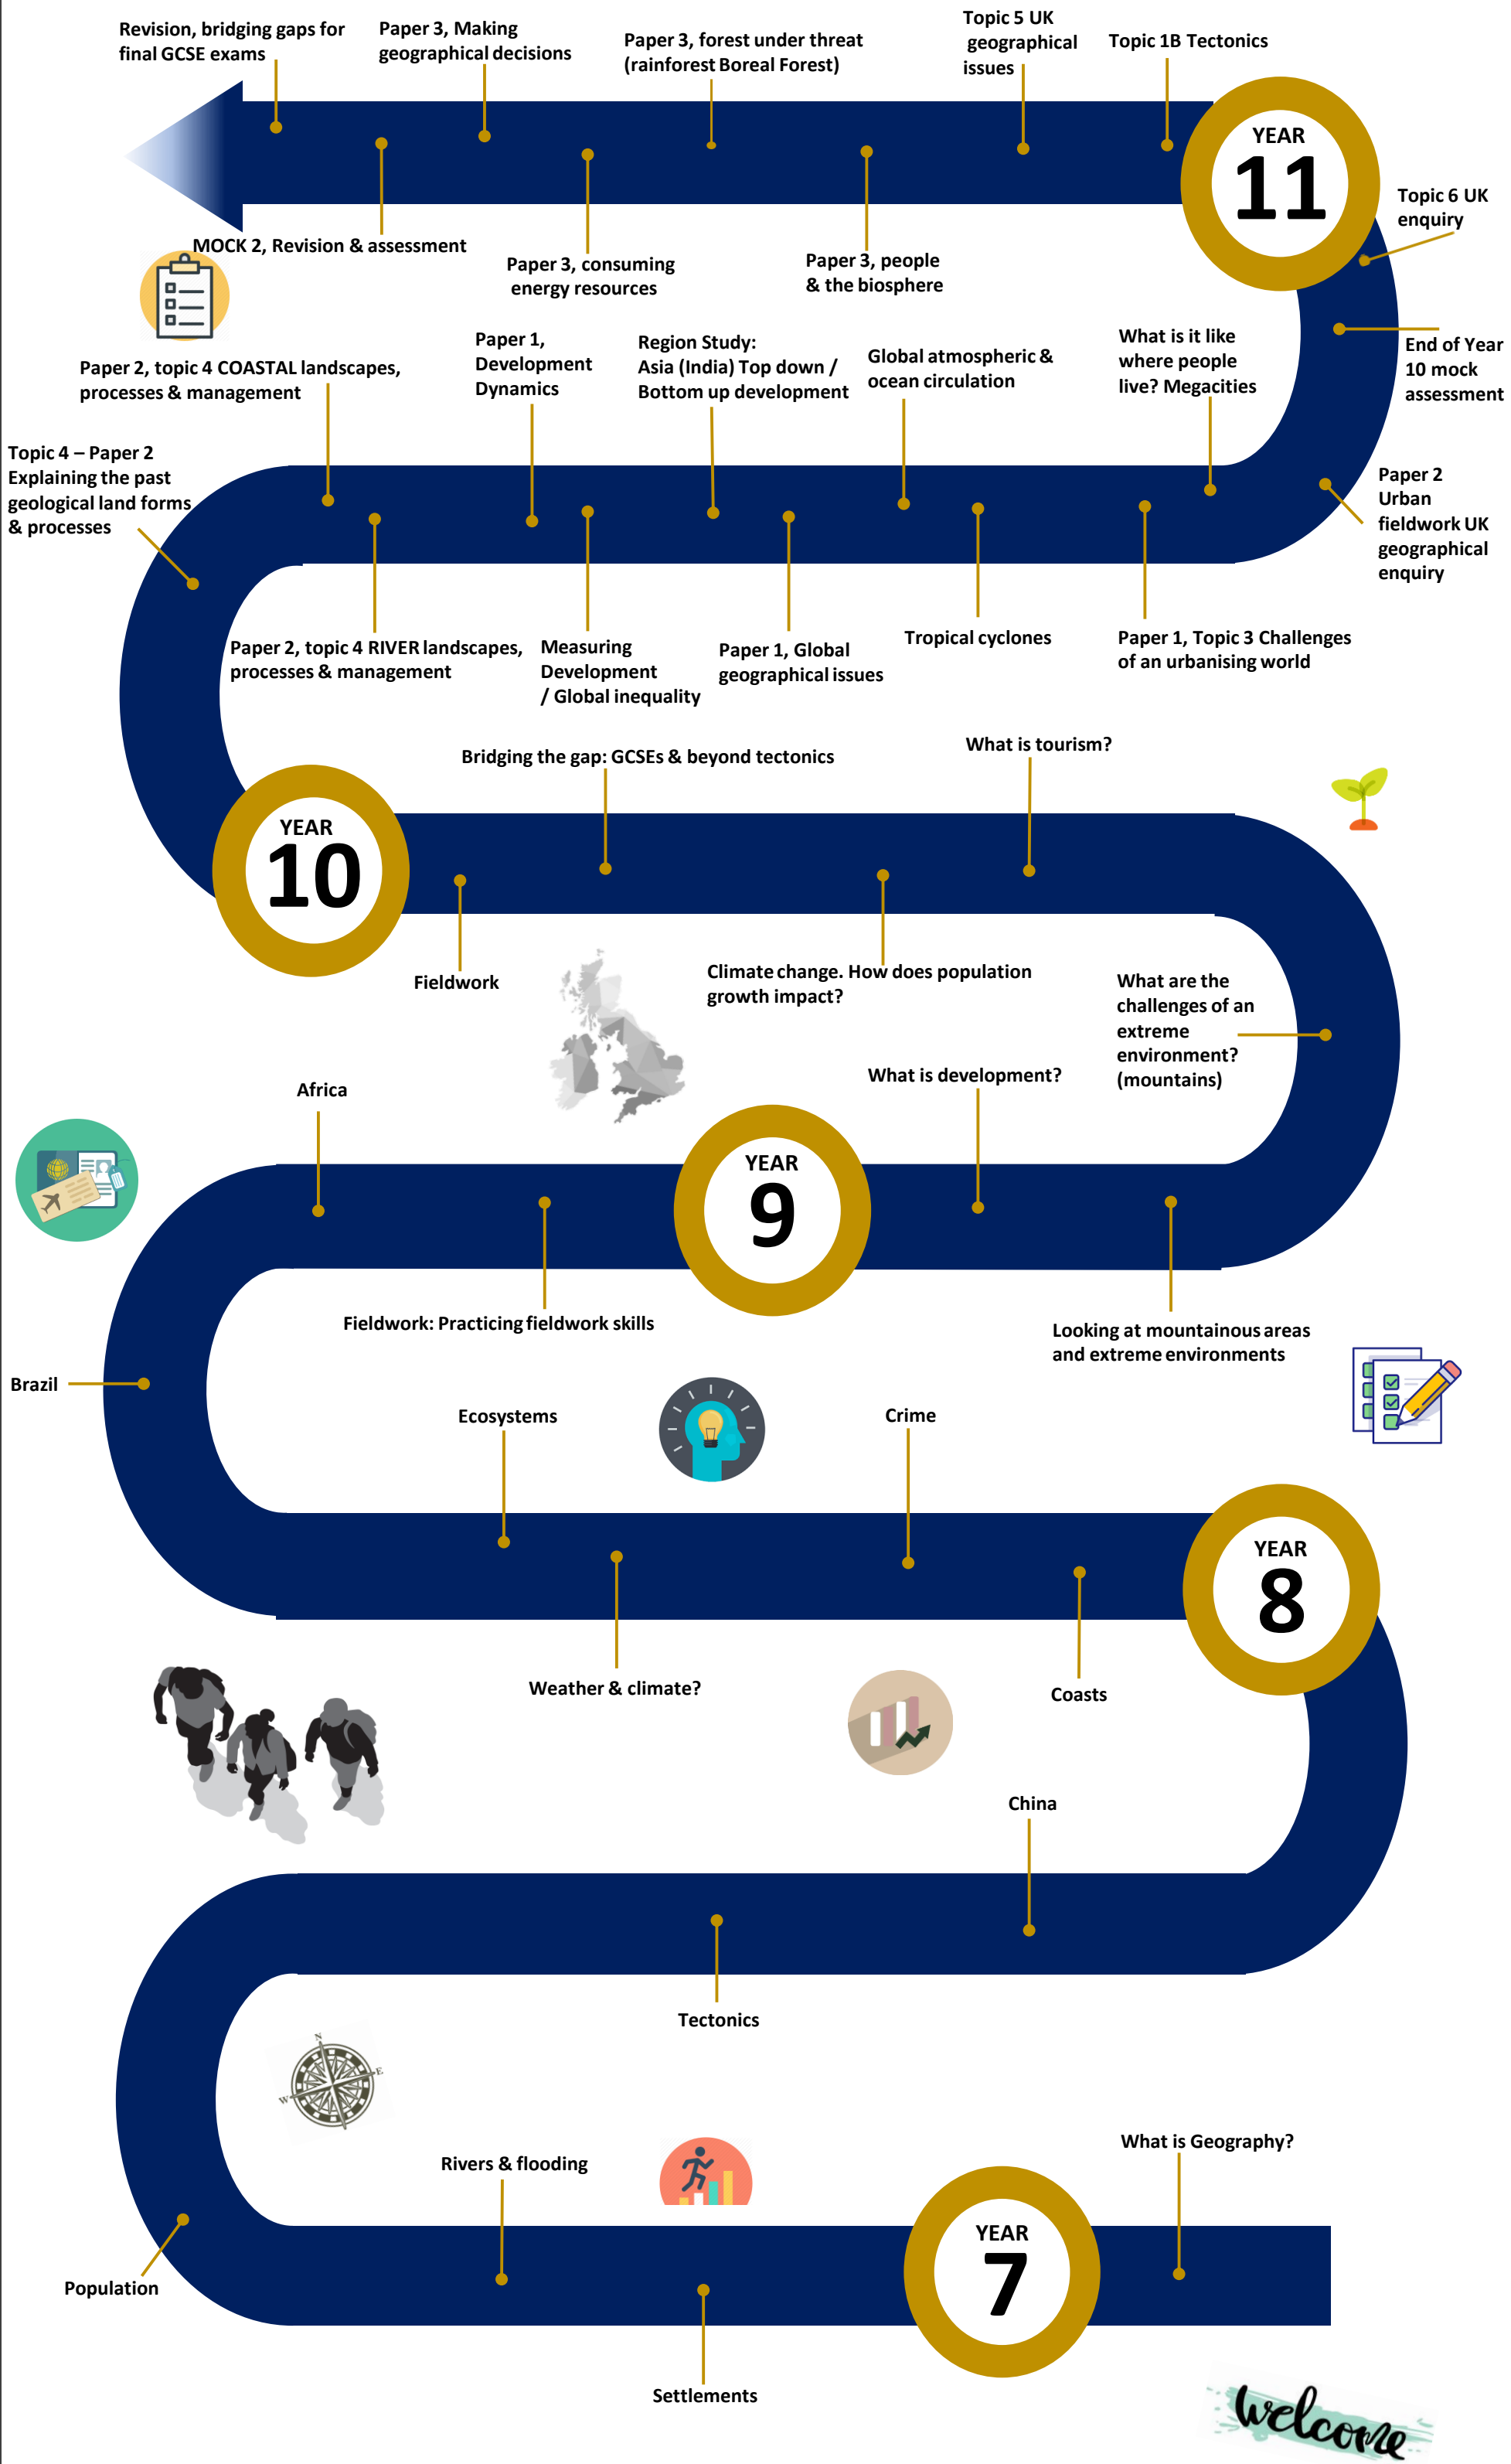 Revision, bridging gaps for
final GCSE exams
Paper 3, Making
geographical decisions
Paper 3, forest under threat
(rainforest Boreal Forest)
Topic 5 UK
geographical
issues
Topic 1B Tectonics
YEAR
11
Topic 6 UK
enquiry
MOCK 2, Revision & assessment
Paper 3, consuming
energy resources
Paper 3, people
& the biosphere
End of Year
10 mock
assessment
Paper 2, topic 4 COASTAL landscapes,
processes & management
Paper 1,
Development
Dynamics
Region Study:
Asia (India) Top down /
Bottom up development
Global atmospheric &
ocean circulation
What is it like
where people
live? Megacities
Topic 4 – Paper 2
Explaining the past
geological land forms
& processes
Paper 2
Urban
fieldwork UK
geographical
enquiry
Paper 2, topic 4 RIVER landscapes,
processes & management
Measuring
Development
/ Global inequality
Paper 1, Global
geographical issues
Tropical cyclones
Paper 1, Topic 3 Challenges
of an urbanising world
Bridging the gap: GCSEs & beyond tectonics
What is tourism?
YEAR
10
Fieldwork
Climate change. How does population
growth impact?
What are the
challenges of an
extreme
environment?
(mountains)
Africa
What is development?
YEAR
9
Fieldwork: Practicing fieldwork skills
Looking at mountainous areas
and extreme environments
Brazil
Ecosystems
Crime
YEAR
8
Weather & climate?
Coasts
China
Tectonics
N
E
W
Rivers & flooding
What is Geography?
YEAR
7
Population
Settlements
welcome